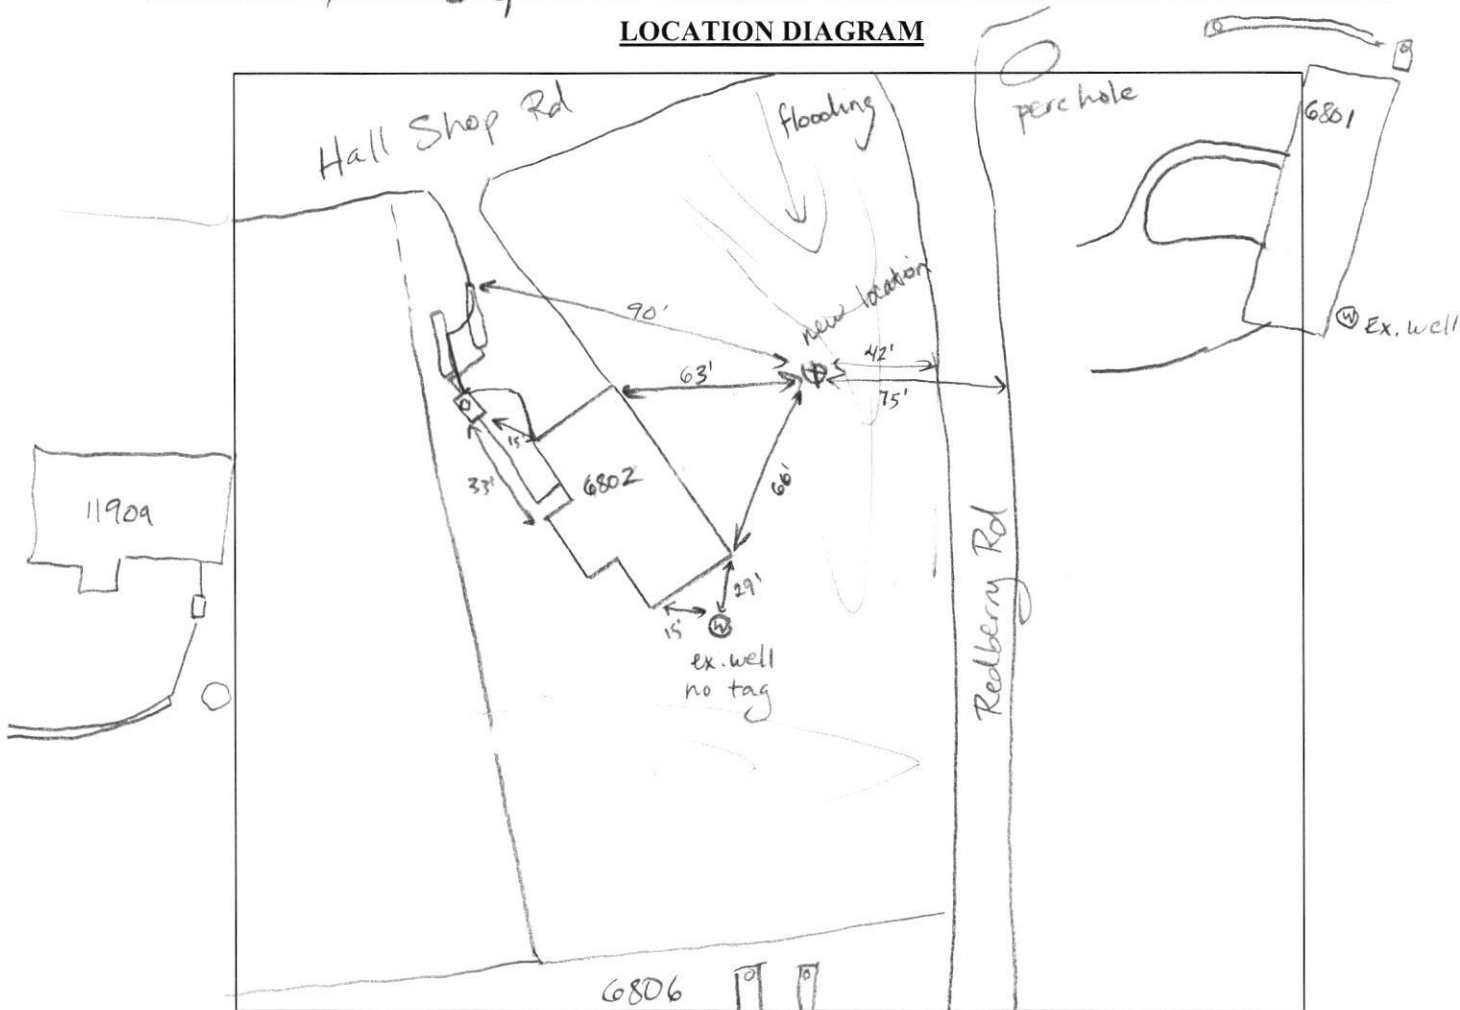 LOCATION DIAGRAM
Hall Shop Rd
flooding
perc hole
6801
new location
90'
42'
Ex. well
W
63'
75'
15'
33'
6802
66'
11909
29'
15'
W
ex. well
no tag
Redberry Rd
6806